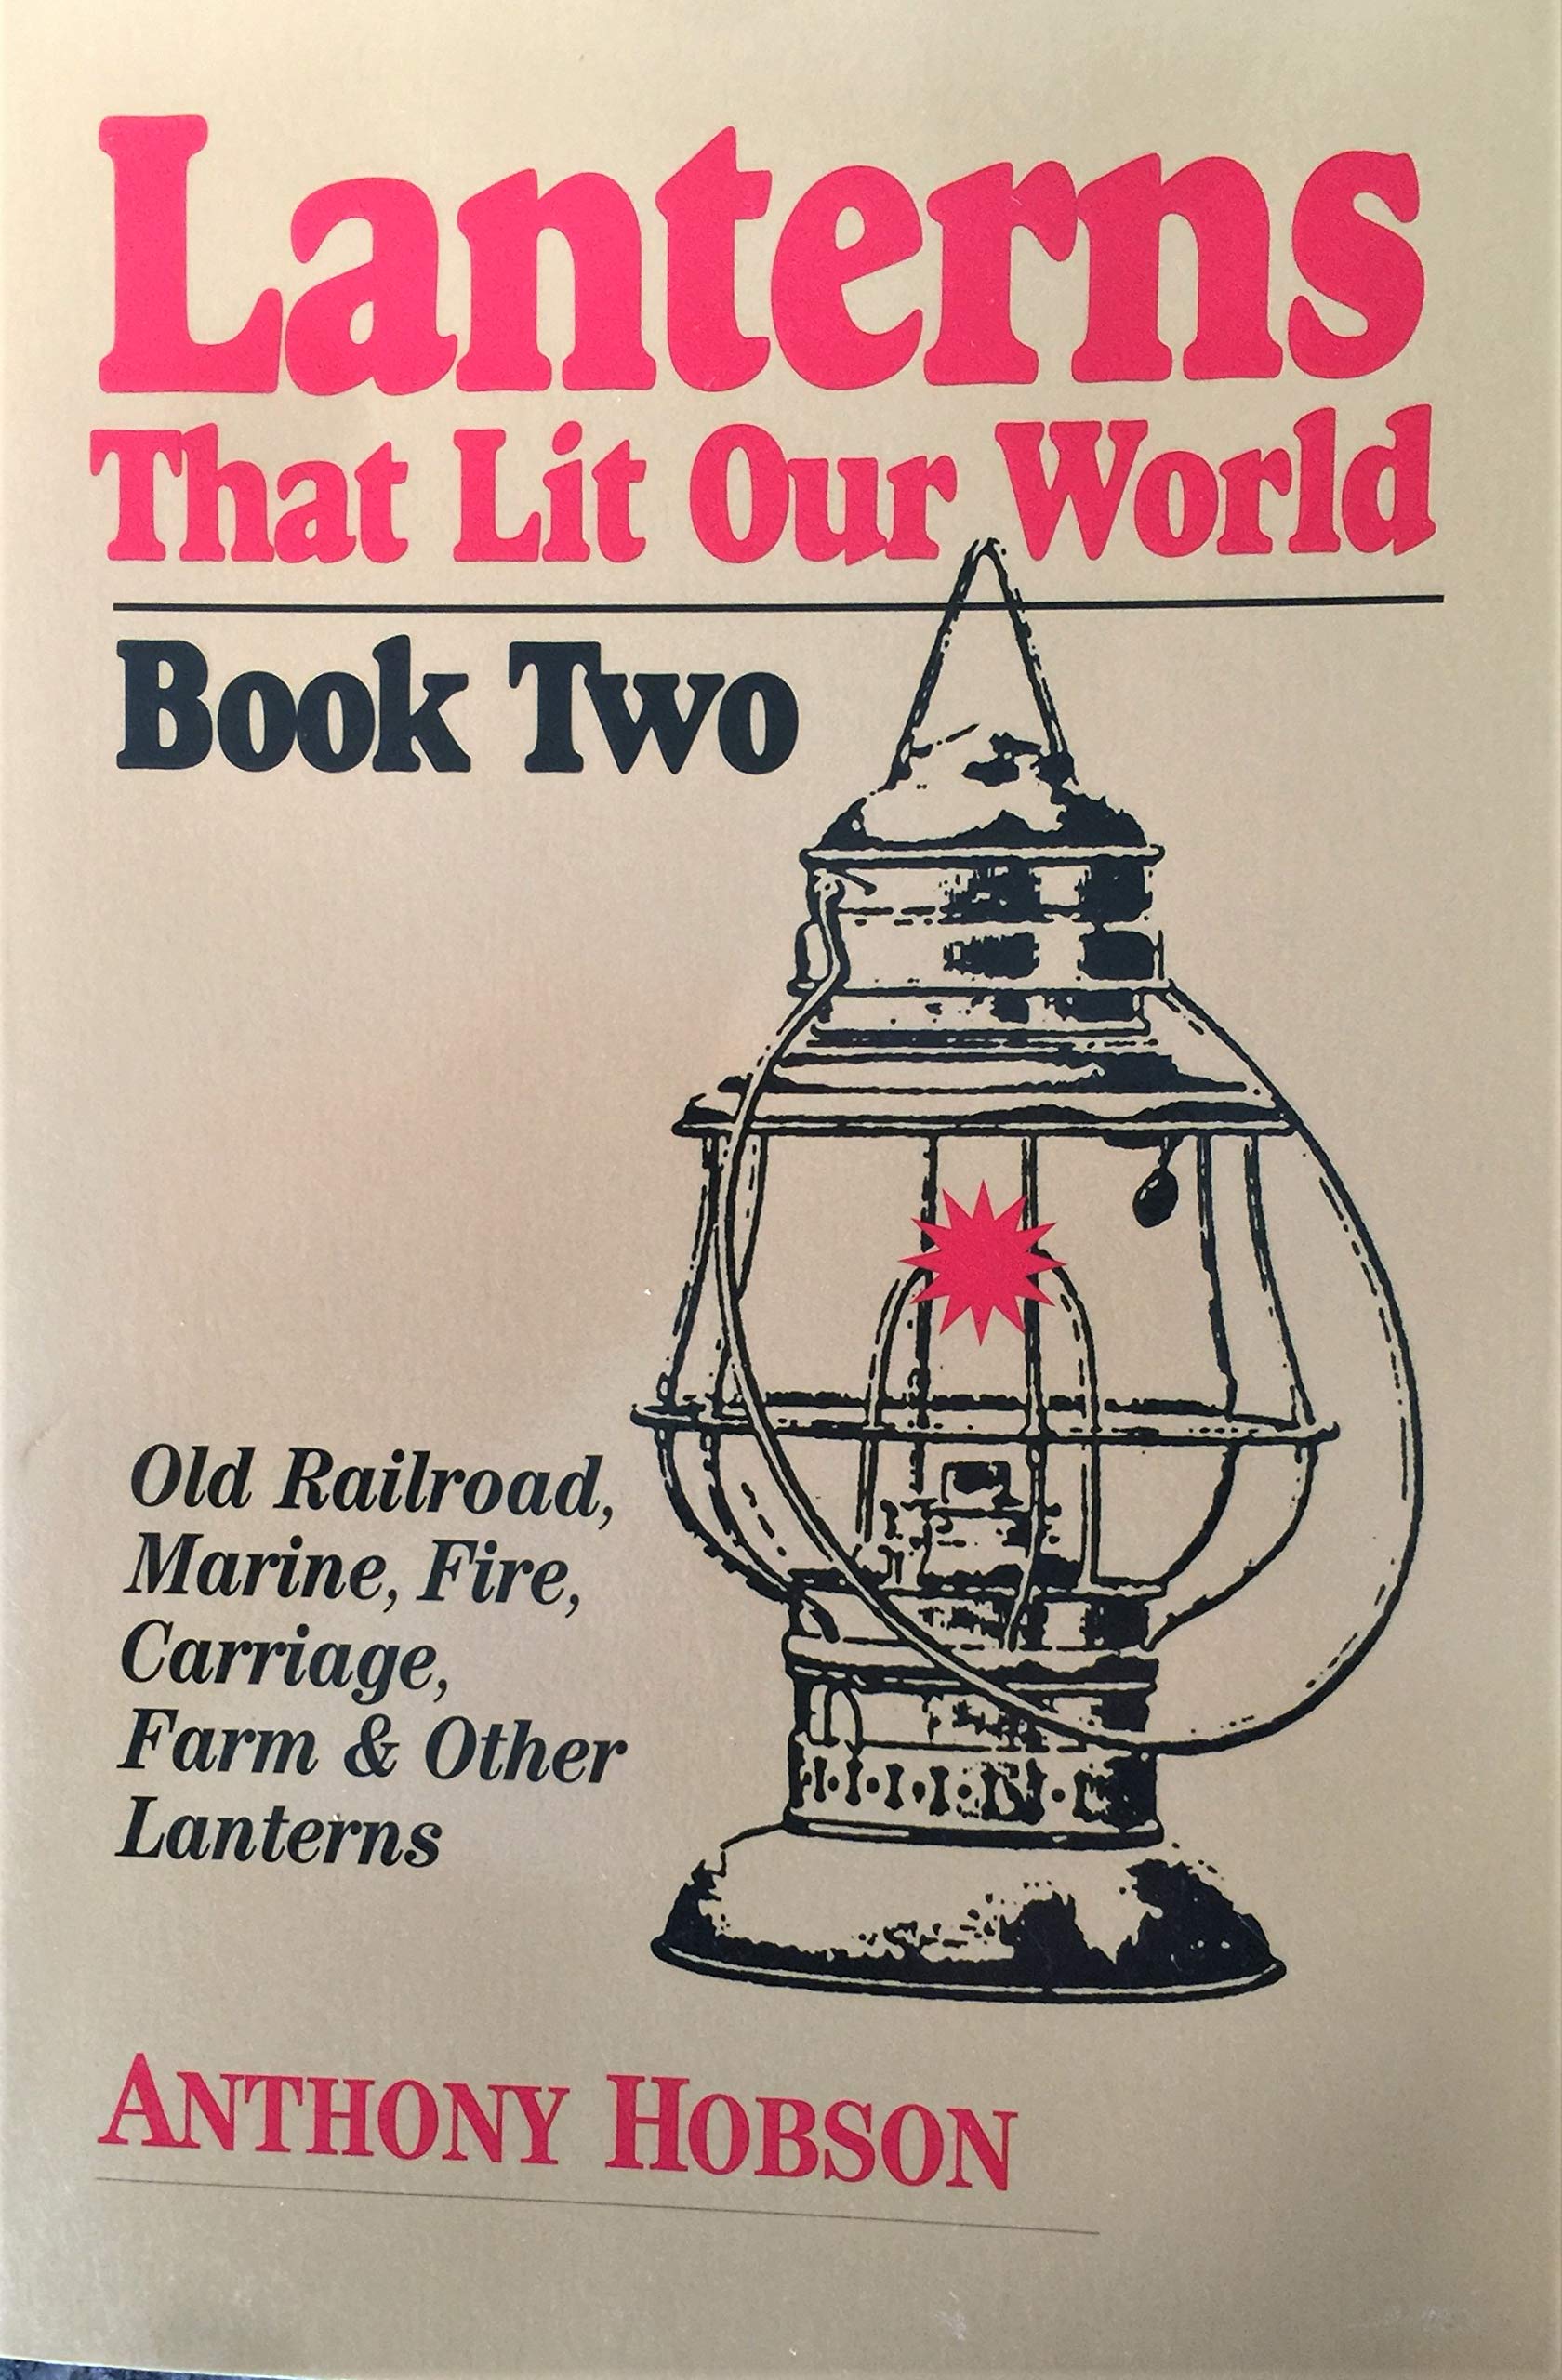 Lanterns
That Lit Our World
Book Two
Old Railroad,
Marine, Fire,
Carriage,
Farm & Other
Lanterns
ANTHONY HOBSON